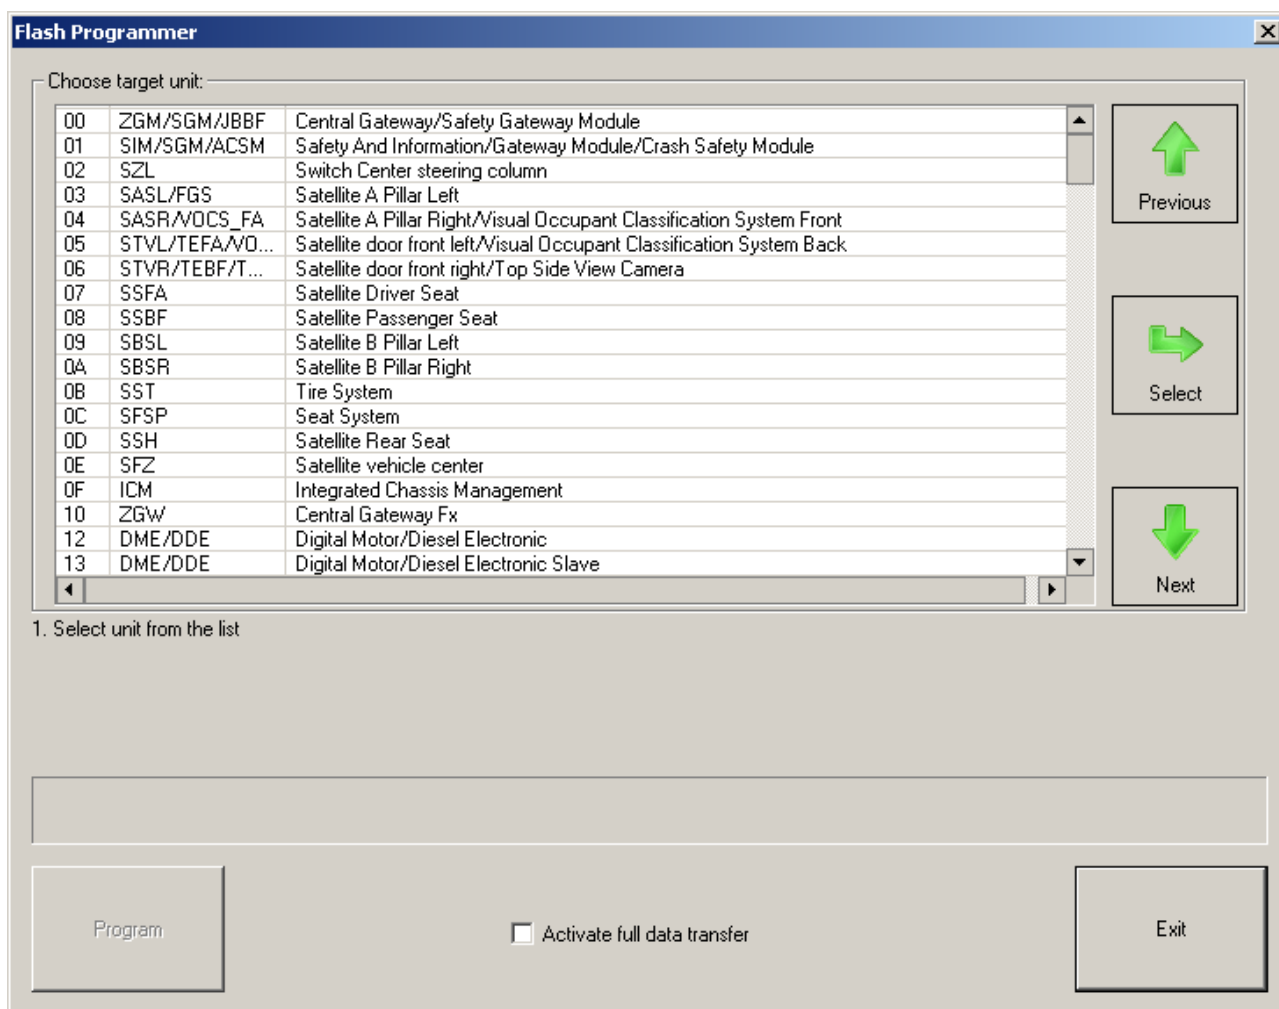 Flash Programmer
Choose target unit:
00 ZGM/SGM/JBBF Central Gateway/Safety Gateway Module
01 SIM/SGM/ACSM Safety And Information/Gateway Module/Crash Safety Module
02 SZL Switch Center steering column
03 SASL/FGS Satellite A Pillar Left
04 SASR/VOCS_FA Satellite A Pillar Right/Visual Occupant Classification System Front
05 STVL/TEFA/VO... Satellite door front left/Visual Occupant Classification System Back
06 STVR/TEBF/T... Satellite door front right/Top Side View Camera
07 SSFA Satellite Driver Seat
08 SSBF Satellite Passenger Seat
09 SBSL Satellite B Pillar Left
0A SBSR Satellite B Pillar Right
0B SST Tire System
0C SFSP Seat System
0D SSH Satellite Rear Seat
0E SFZ Satellite vehicle center
0F ICM Integrated Chassis Management
10 ZGW Central Gateway Fx
12 DME/DDE Digital Motor/Diesel Electronic
13 DME/DDE Digital Motor/Diesel Electronic Slave
Previous
Select
Next
1. Select unit from the list
Program
Activate full data transfer
Exit